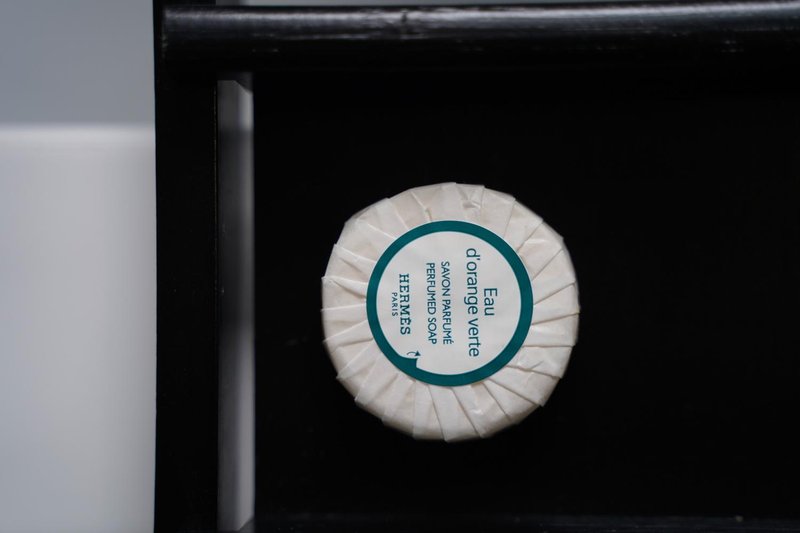 Eau
d'orange verte
SAVON PARFUMÉ
PERFUMED SOAP
HERMÈS
PARIS